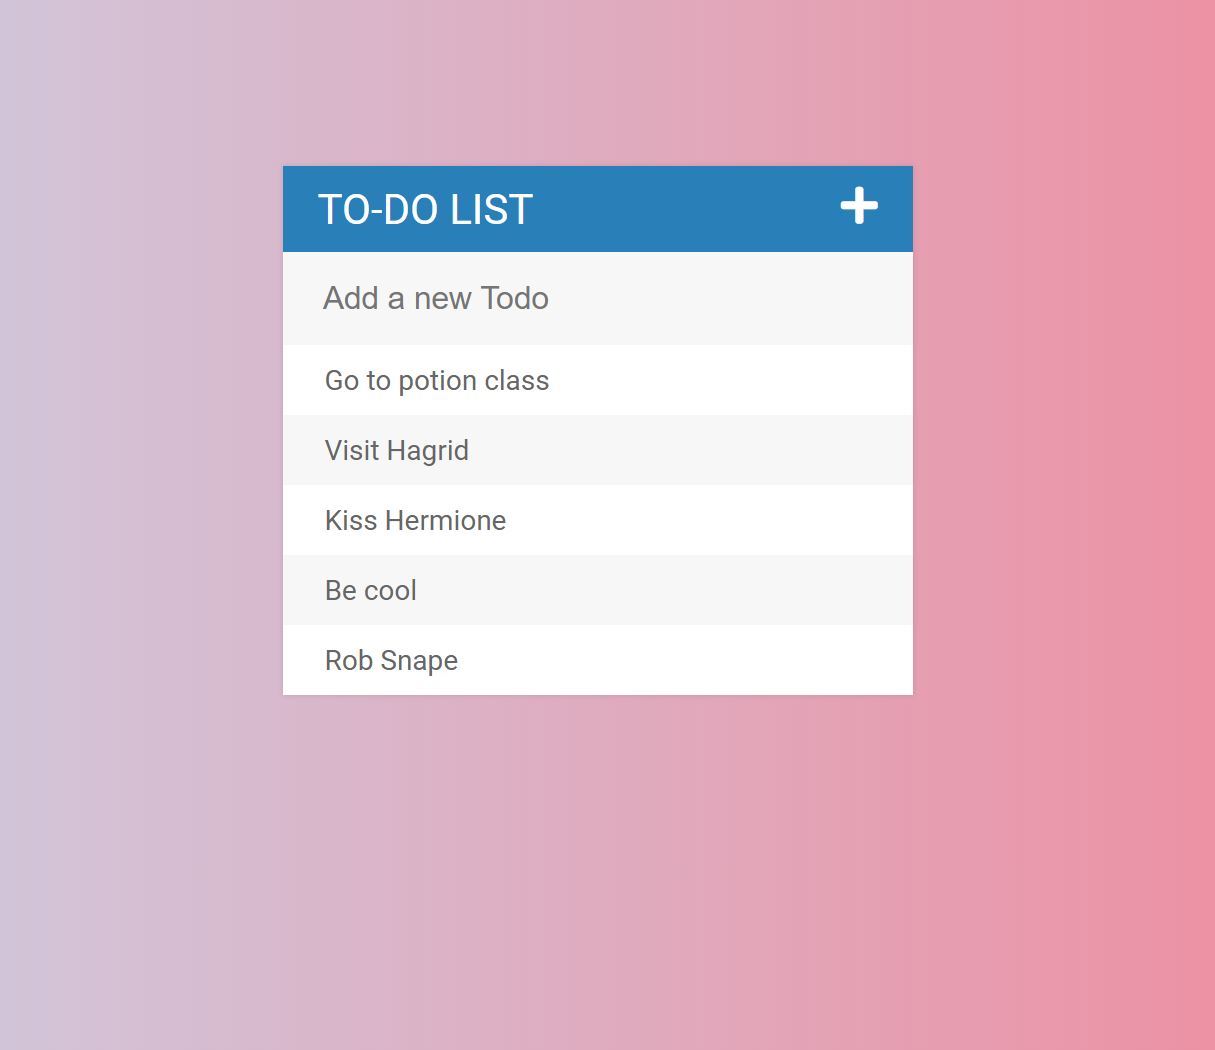 TO-DO LIST
Add a new Todo
Go to potion class
Visit Hagrid
Kiss Hermione
Be cool
Rob Snape